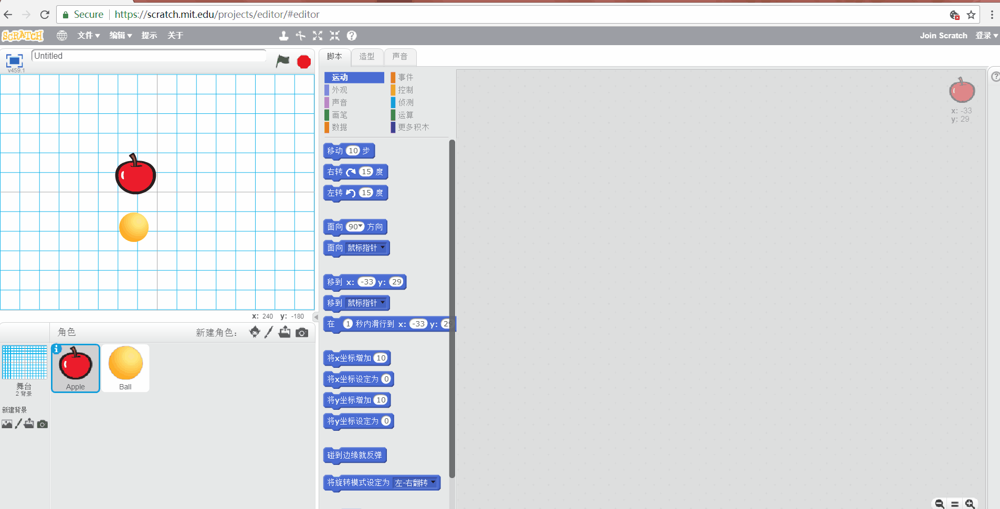 Secure https://scratch.mit.edu/projects/editor/#editor
SCRATCH 文件 编辑 提示 关于 Join Scratch 登录
Untitled
v459.1
脚本 造型 声音
运动 事件
外观 控制
声音 侦测
画笔 运算
数据 更多积木
x: -33
y: 29
移动 10 步
右转 15 度
左转 15 度
面向 90 方向
面向 鼠标指针
移到 x: -33 y: 29
移到 鼠标指针
在 1 秒内滑行到 x: -33 y: 29
将x坐标增加 10
将x坐标设定为 0
将y坐标增加 10
将y坐标设定为 0
碰到边缘就反弹
将旋转模式设定为 左-右翻转
x: 240 y: -180
角色 新建角色:
舞台
2 背景
新建背景
Apple
Ball